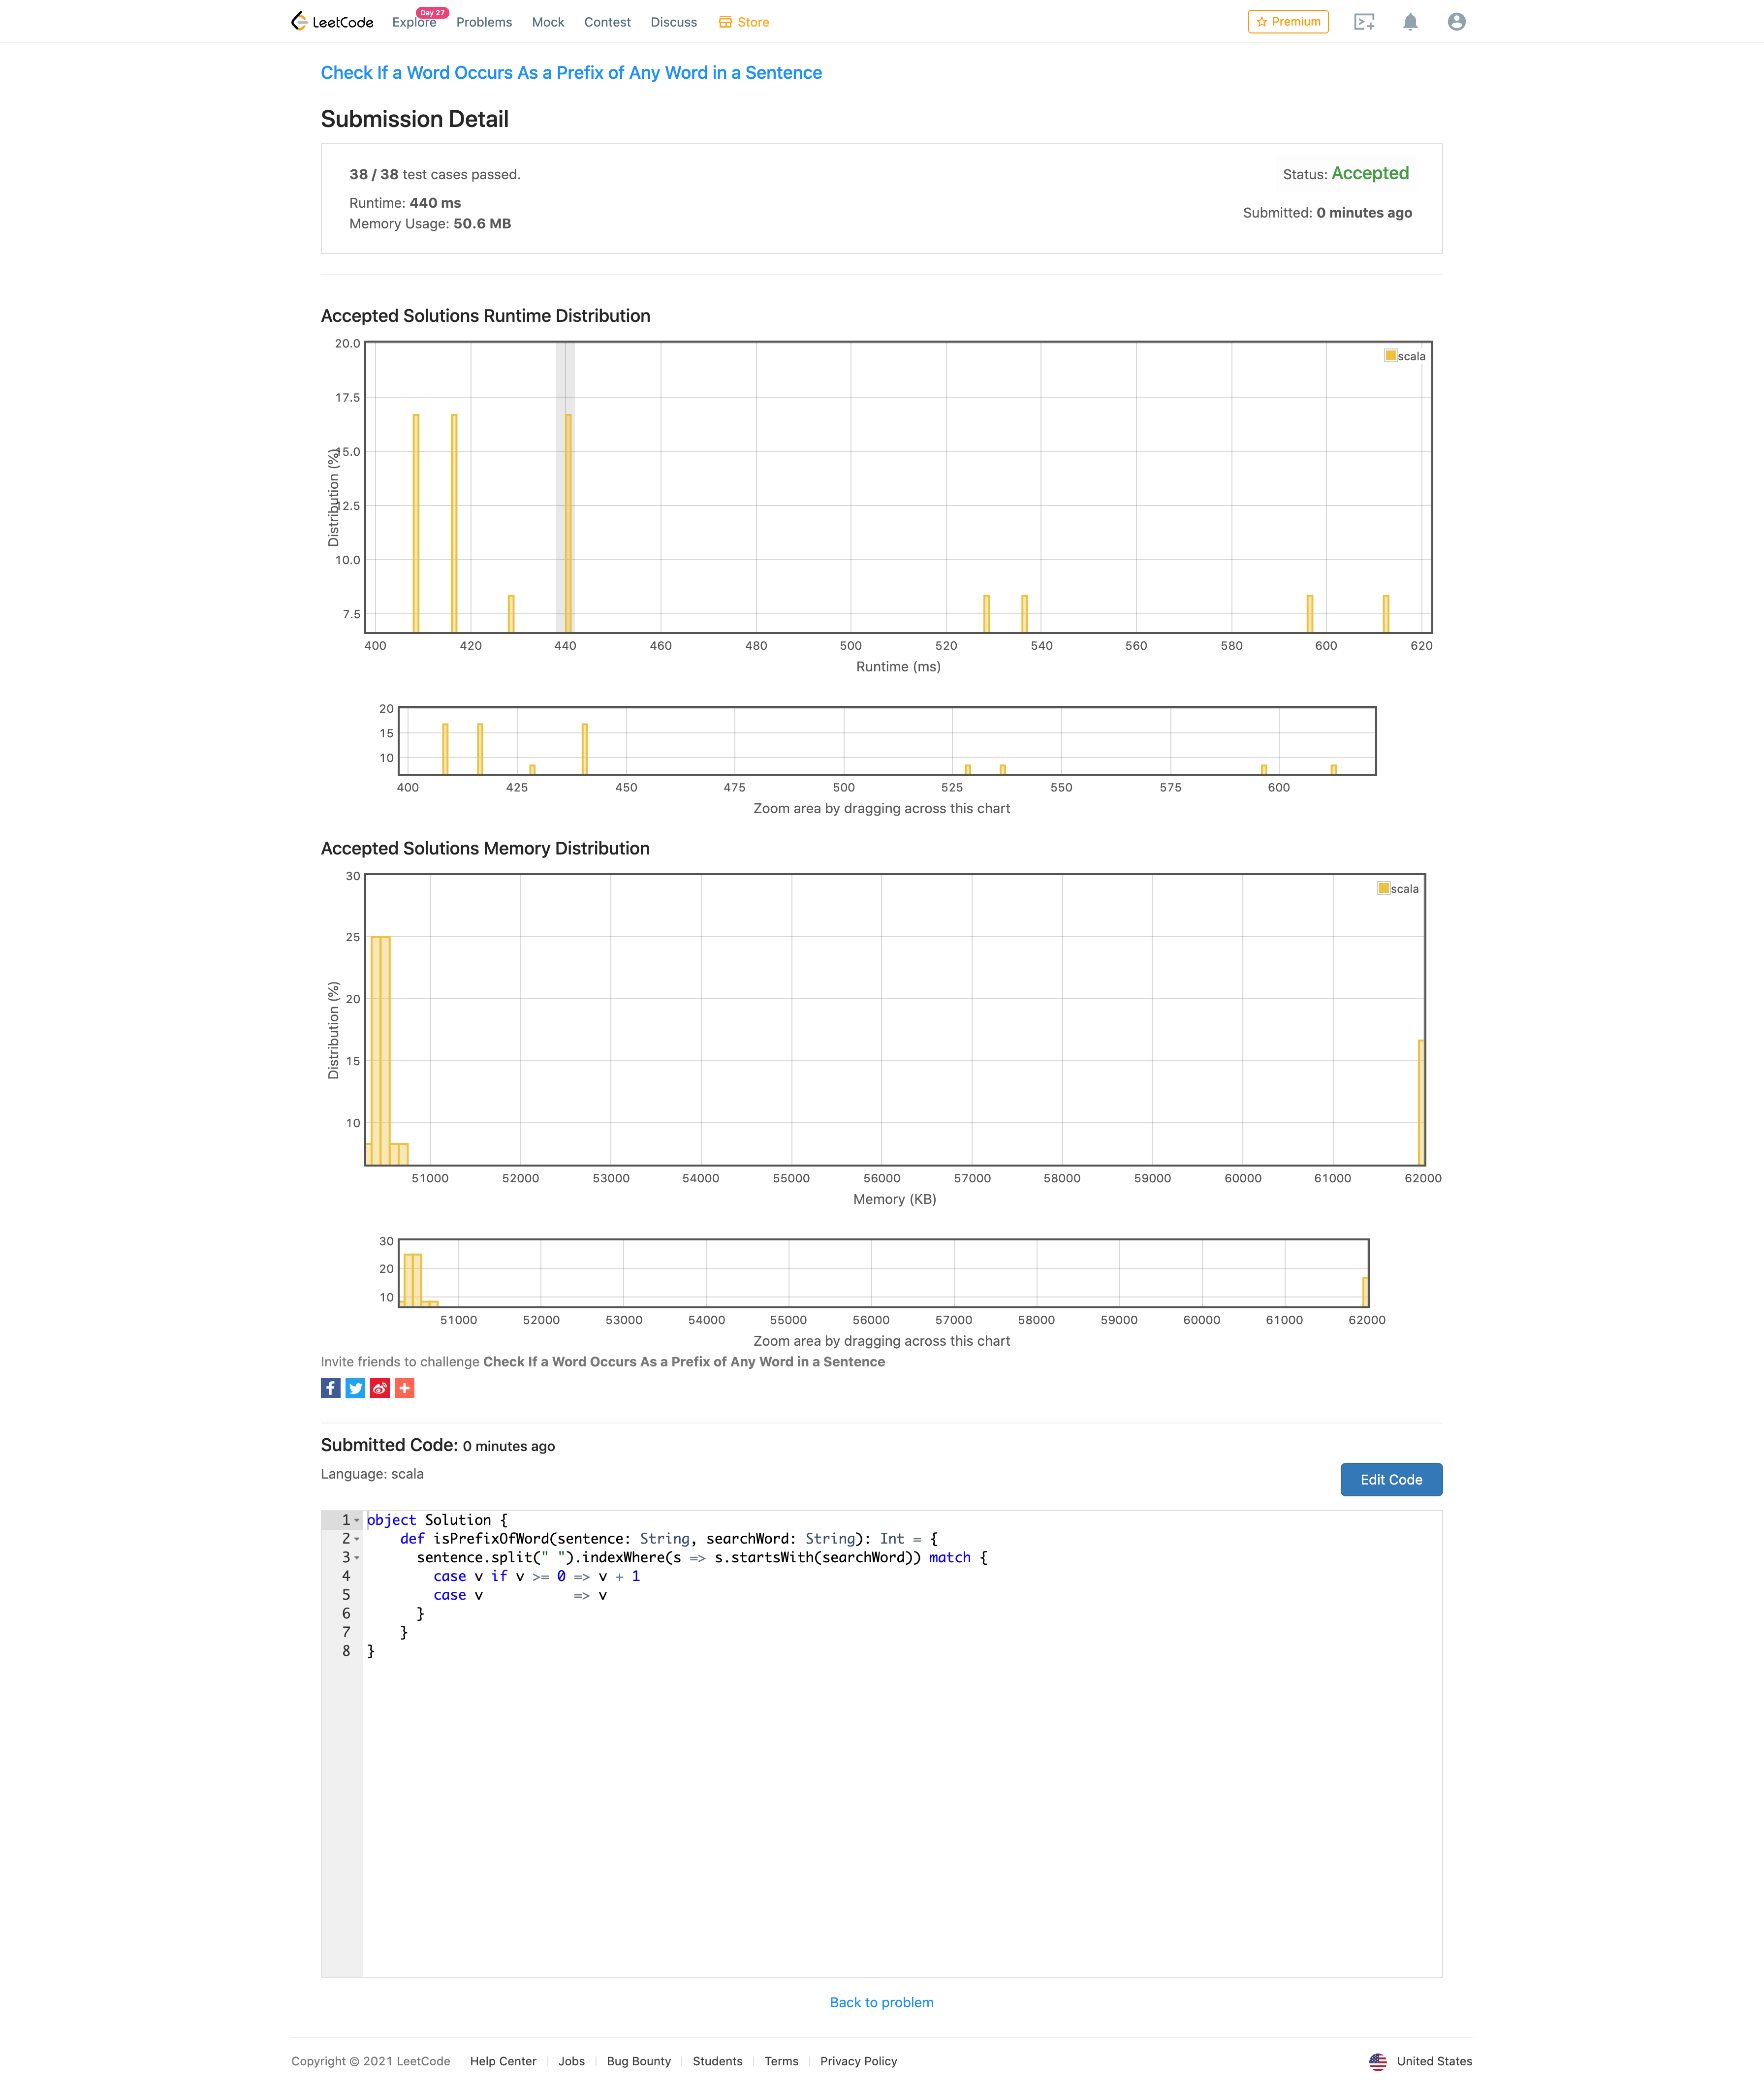 LeetCode Explore Day 27 Problems Mock Contest Discuss Store Premium
Check If a Word Occurs As a Prefix of Any Word in a Sentence
Submission Detail
38 / 38 test cases passed.
Status: Accepted
Runtime: 440 ms
Submitted: 0 minutes ago
Memory Usage: 50.6 MB
Accepted Solutions Runtime Distribution
20.0
scala
17.5
15.0
Distribution (%)
12.5
10.0
7.5
400 420 440 460 480 500 520 540 560 580 600 620
Runtime (ms)
20
15
10
400 425 450 475 500 525 550 575 600
Zoom area by dragging across this chart
Accepted Solutions Memory Distribution
30
scala
25
20
Distribution (%)
15
10
51000 52000 53000 54000 55000 56000 57000 58000 59000 60000 61000 62000
Memory (KB)
30
20
10
51000 52000 53000 54000 55000 56000 57000 58000 59000 60000 61000 62000
Zoom area by dragging across this chart
Invite friends to challenge Check If a Word Occurs As a Prefix of Any Word in a Sentence
Submitted Code: 0 minutes ago
Language: scala
Edit Code
1 object Solution {
2     def isPrefixOfWord(sentence: String, searchWord: String): Int = {
3       sentence.split(" ").indexWhere(s => s.startsWith(searchWord)) match {
4         case v if v >= 0 => v + 1
5         case v           => v
6       }
7     }
8 }
Back to problem
Copyright © 2021 LeetCode Help Center Jobs Bug Bounty Students Terms Privacy Policy United States